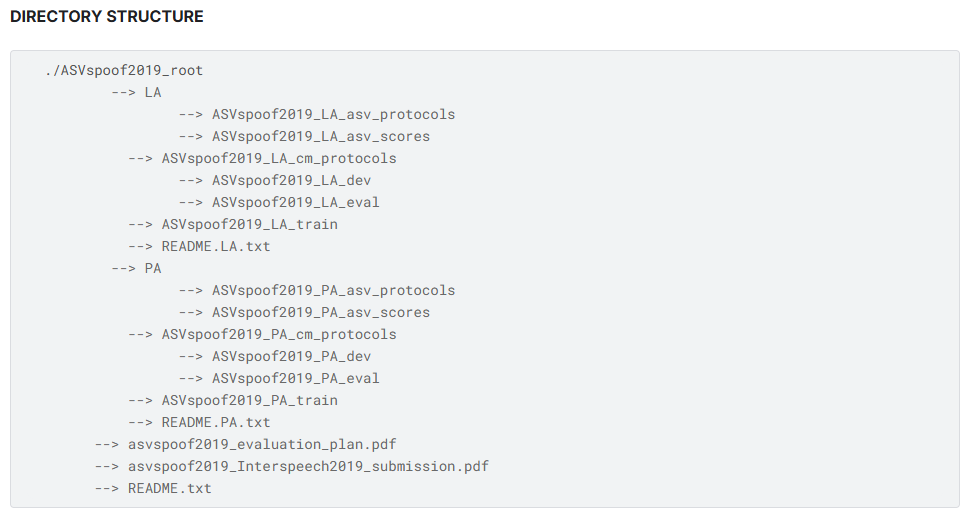 DIRECTORY STRUCTURE
./ASVspoof2019_root
--> LA
--> ASVspoof2019_LA_asv_protocols
--> ASVspoof2019_LA_asv_scores
--> ASVspoof2019_LA_cm_protocols
--> ASVspoof2019_LA_dev
--> ASVspoof2019_LA_eval
--> ASVspoof2019_LA_train
--> README.LA.txt
--> PA
--> ASVspoof2019_PA_asv_protocols
--> ASVspoof2019_PA_asv_scores
--> ASVspoof2019_PA_cm_protocols
--> ASVspoof2019_PA_dev
--> ASVspoof2019_PA_eval
--> ASVspoof2019_PA_train
--> README.PA.txt
--> asvspoof2019_evaluation_plan.pdf
--> asvspoof2019_Interspeech2019_submission.pdf
--> README.txt